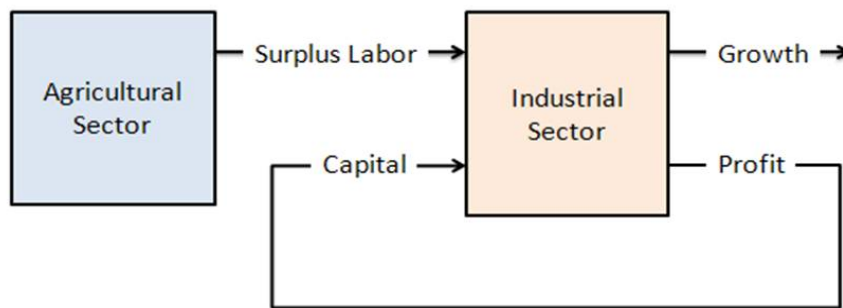 Agricultural
Sector
Surplus Labor
Industrial
Sector
Growth
Capital
Profit